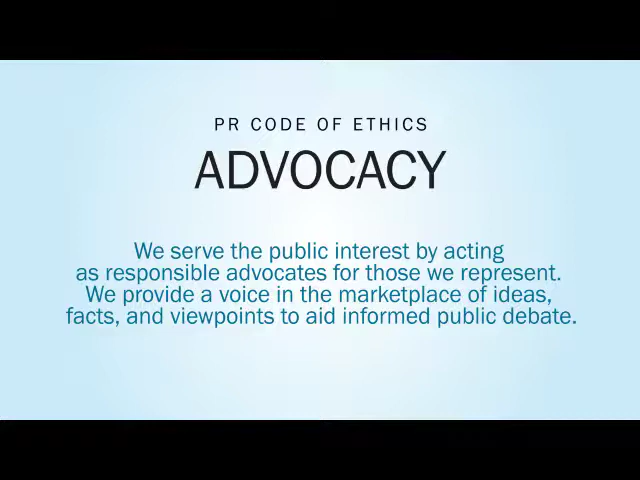 PR CODE OF ETHICS
ADVOCACY
We serve the public interest by acting
as responsible advocates for those we represent.
We provide a voice in the marketplace of ideas,
facts, and viewpoints to aid informed public debate.